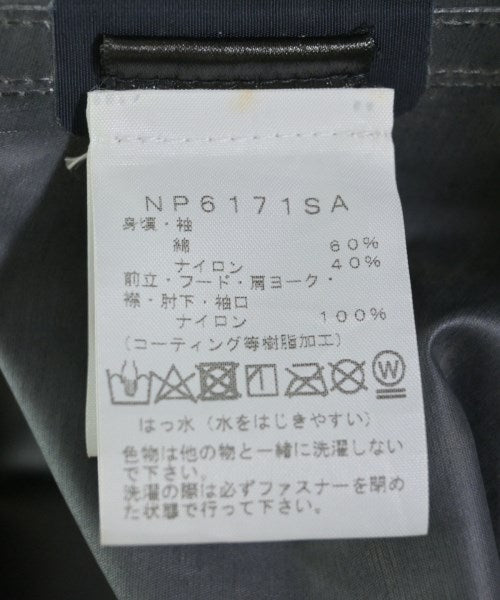 NP6171SA
身頃・袖
綿 60%
ナイロン 40%
前立・フード・肩ヨーク・
襟・肘下・袖口
ナイロン 100%
(コーティング等樹脂加工)
W
はっ水(水をはじきやすい)
色物は他の物と一緒に洗濯しない
で下さい。
洗濯の際は必ずファスナーを閉め
た状態で行って下さい。